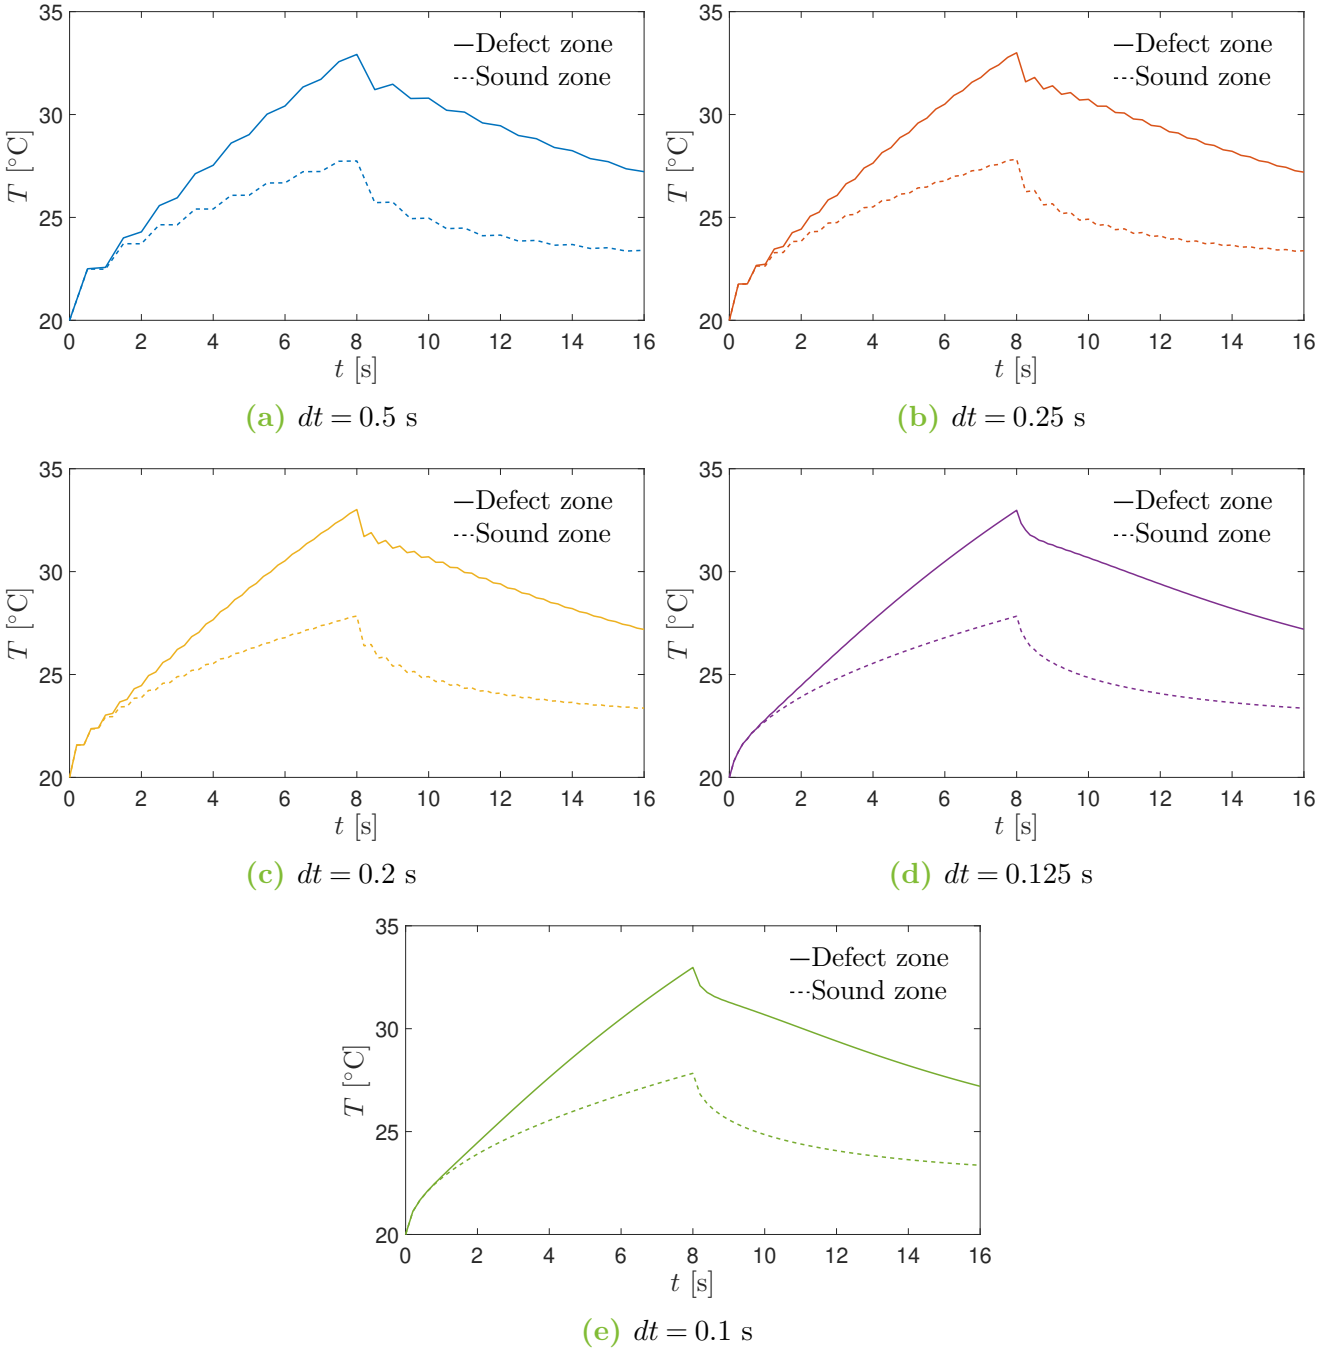 35
30
25
20
T [°C]
Defect zone
Sound zone
0 2 4 6 8 10 12 14 16
t [s]
(a) dt = 0.5 s
35
30
25
20
T [°C]
Defect zone
Sound zone
0 2 4 6 8 10 12 14 16
t [s]
(b) dt = 0.25 s
35
30
25
20
T [°C]
Defect zone
Sound zone
0 2 4 6 8 10 12 14 16
t [s]
(c) dt = 0.2 s
35
30
25
20
T [°C]
Defect zone
Sound zone
0 2 4 6 8 10 12 14 16
t [s]
(d) dt = 0.125 s
35
30
25
20
T [°C]
Defect zone
Sound zone
0 2 4 6 8 10 12 14 16
t [s]
(e) dt = 0.1 s